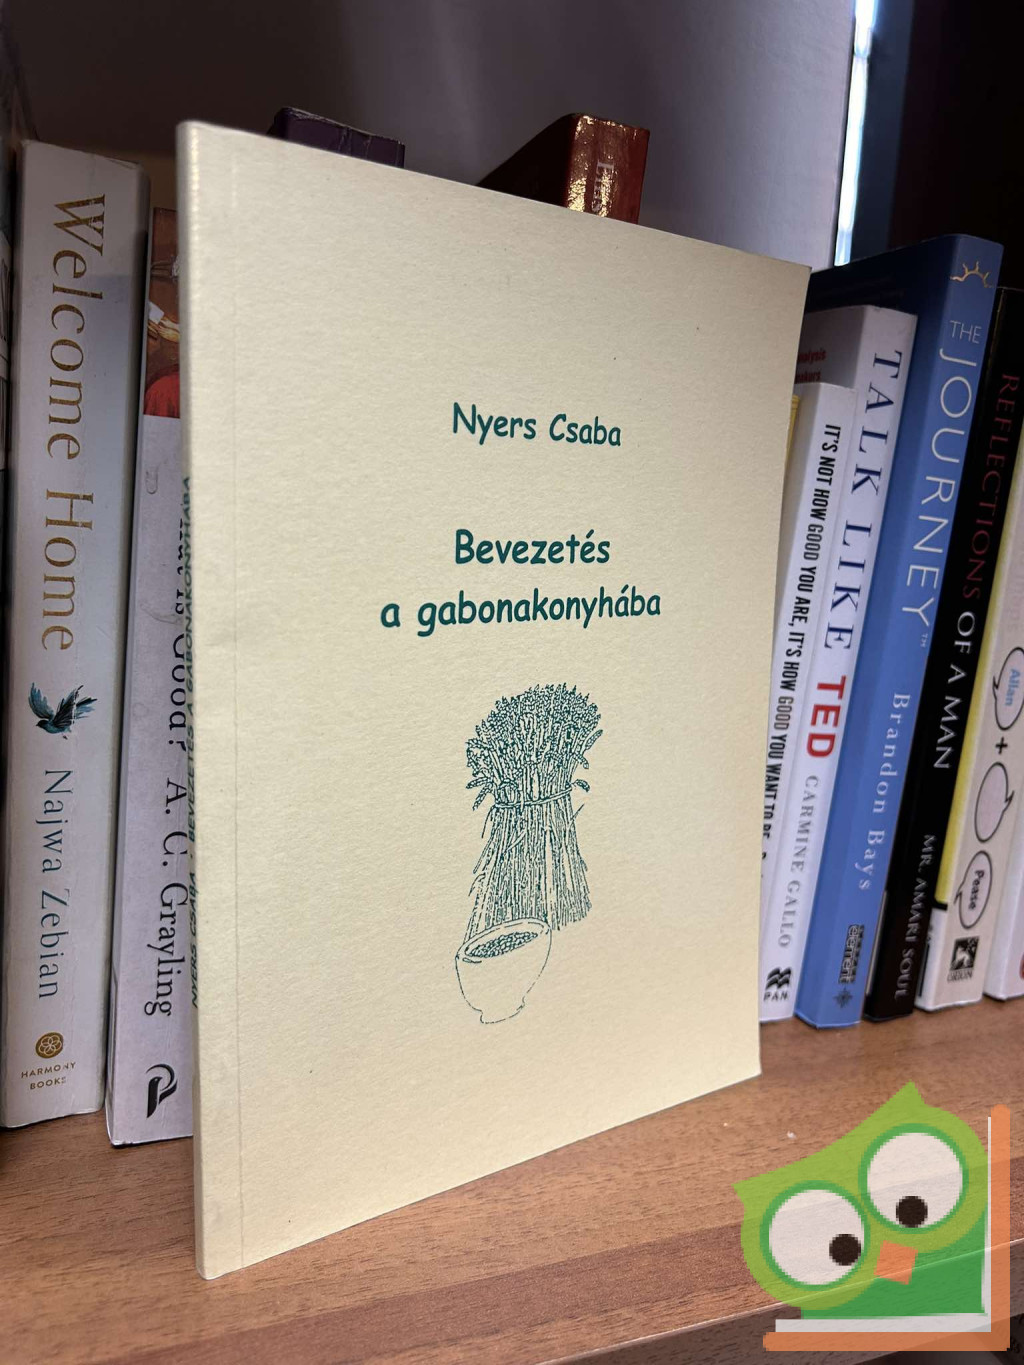 Nyers Csaba
Bevezetés
a gabonakonyhába
NYERS CSABA · BEVEZETÉS A GABONAKONYHÁBA
Welcome Home
Najwa Zebian
HARMONY
BOOKS
is Good? A. C. Grayling
IT'S NOT HOW GOOD YOU ARE, IT'S HOW GOOD YOU WANT TO BE
TALK LIKE TED
CARMINE GALLO
PAN
THE JOURNEY™
Brandon Bays
element
REFLECTIONS OF A MAN
MR. AMARI SOUL
Allan
+
Pease
ORION